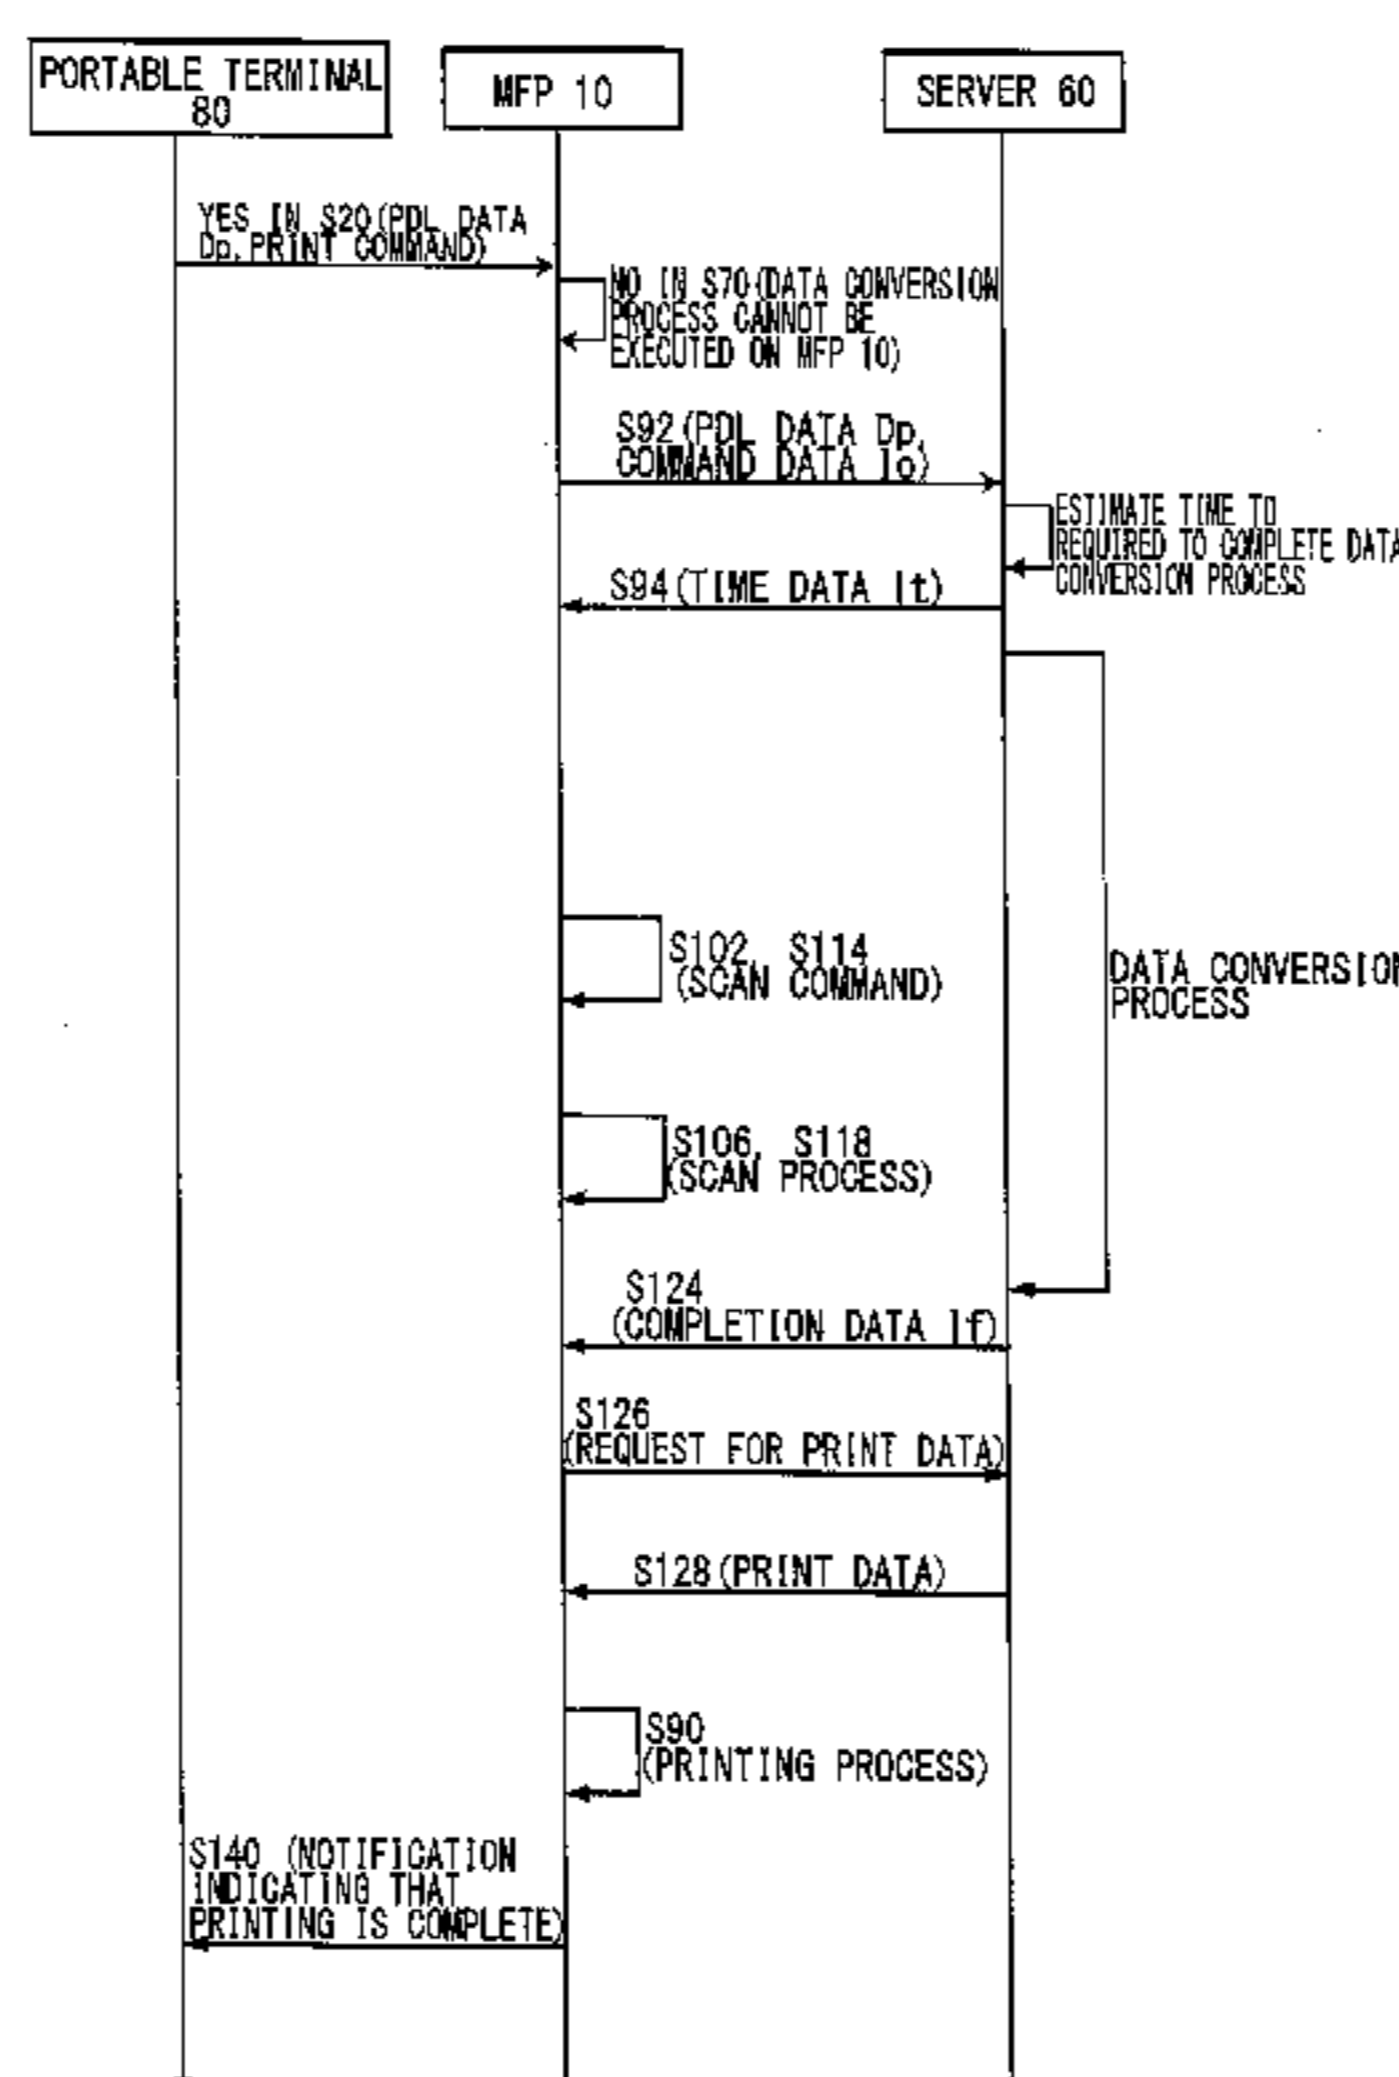 PORTABLE TERMINAL
80
MFP 10
SERVER 60
YES IN S20(PDL DATA
Dp,PRINT COMMAND)
NO IN S70(DATA CONVERSION
PROCESS CANNOT BE
EXECUTED ON MFP 10)
S92(PDL DATA Dp,
COMMAND DATA Io)
ESTIMATE TIME TO
REQUIRED TO COMPLETE DATA
CONVERSION PROCESS
S94(TIME DATA It)
S102, S114
(SCAN COMMAND)
DATA CONVERSION
PROCESS
S106, S118
(SCAN PROCESS)
S124
(COMPLETION DATA If)
S126
(REQUEST FOR PRINT DATA)
S128(PRINT DATA)
S90
(PRINTING PROCESS)
S140 (NOTIFICATION
INDICATING THAT
PRINTING IS COMPLETE)